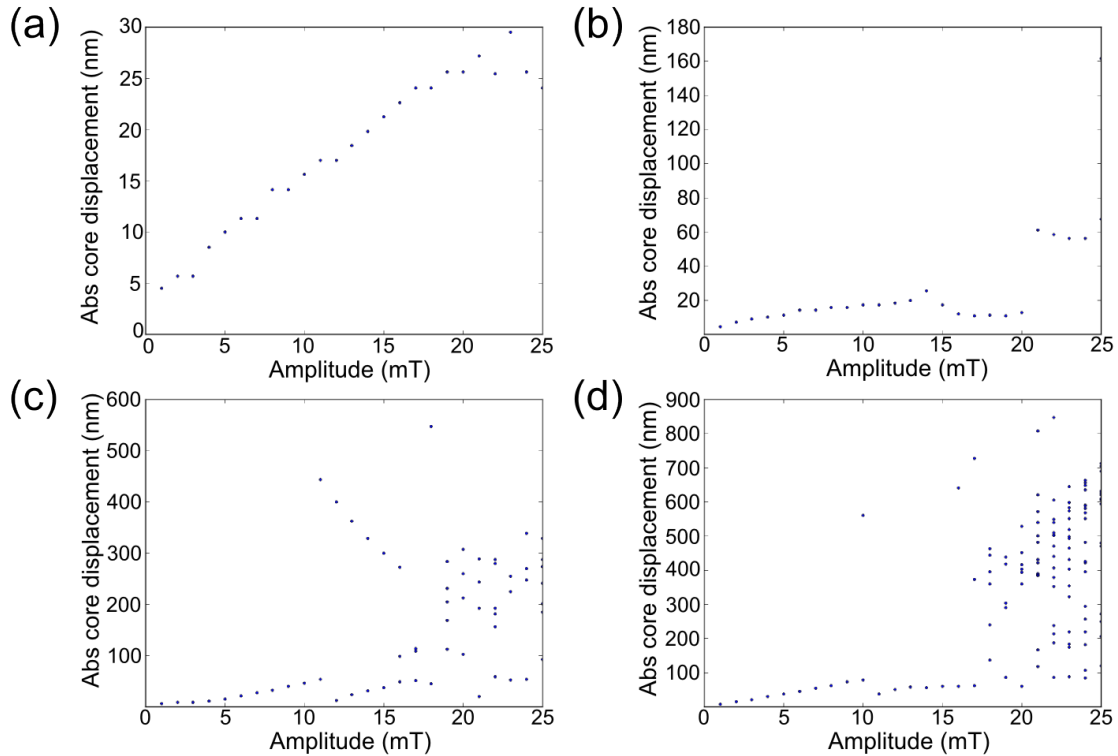 (a)
Abs core displacement (nm)
30
25
20
15
10
5
0
0 5 10 15 20 25
Amplitude (mT)
(b)
Abs core displacement (nm)
180
160
140
120
100
80
60
40
20
0 5 10 15 20 25
Amplitude (mT)
(c)
Abs core displacement (nm)
600
500
400
300
200
100
0 5 10 15 20 25
Amplitude (mT)
(d)
Abs core displacement (nm)
900
800
700
600
500
400
300
200
100
0 5 10 15 20 25
Amplitude (mT)